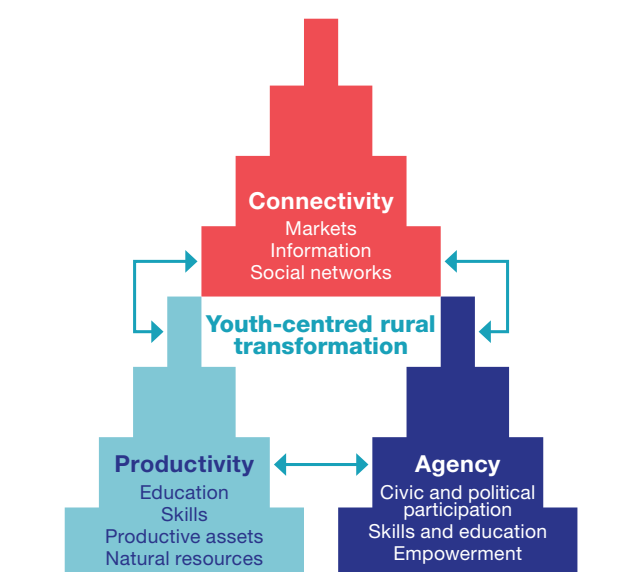 Connectivity
Markets
Information
Social networks
Youth-centred rural
transformation
Productivity
Education
Skills
Productive assets
Natural resources
Agency
Civic and political
participation
Skills and education
Empowerment